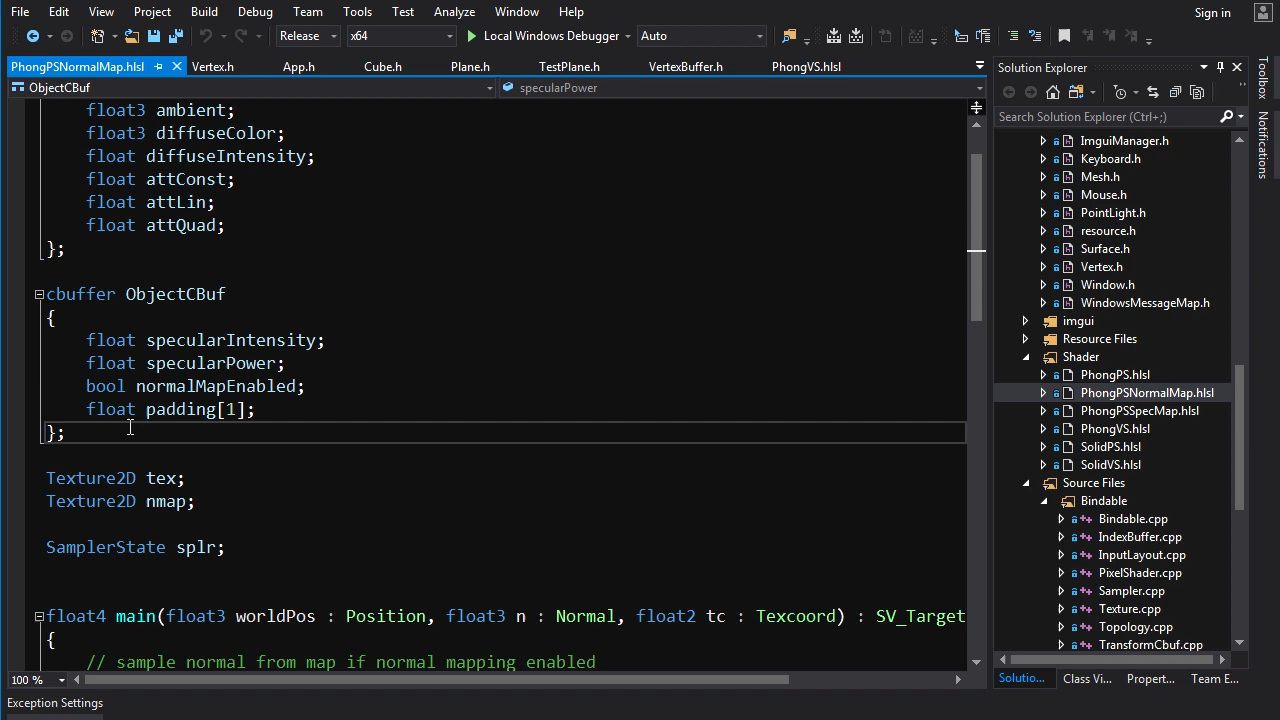 File Edit View Project Build Debug Team Tools Test Analyze Window Help Sign in
Release x64 Local Windows Debugger Auto
PhongPSNormalMap.hlsl Vertex.h App.h Cube.h Plane.h TestPlane.h VertexBuffer.h PhongVS.hlsl
ObjectCBuf specularPower
float3 ambient;
float3 diffuseColor;
float diffuseIntensity;
float attConst;
float attLin;
float attQuad;
};
cbuffer ObjectCBuf
{
float specularIntensity;
float specularPower;
bool normalMapEnabled;
float padding[1];
};
Texture2D tex;
Texture2D nmap;
SamplerState splr;
float4 main(float3 worldPos : Position, float3 n : Normal, float2 tc : Texcoord) : SV_Target
{
// sample normal from map if normal mapping enabled
100 %
Solution Explorer
Search Solution Explorer (Ctrl+;)
ImguiManager.h
Keyboard.h
Mesh.h
Mouse.h
PointLight.h
resource.h
Surface.h
Vertex.h
Window.h
WindowsMessageMap.h
imgui
Resource Files
Shader
PhongPS.hlsl
PhongPSNormalMap.hlsl
PhongPSSpecMap.hlsl
PhongVS.hlsl
SolidPS.hlsl
SolidVS.hlsl
Source Files
Bindable
Bindable.cpp
IndexBuffer.cpp
InputLayout.cpp
PixelShader.cpp
Sampler.cpp
Texture.cpp
Topology.cpp
TransformCbuf.cpp
Solutio... Class Vi... Propert... Team E...
Toolbox
Notifications
Exception Settings